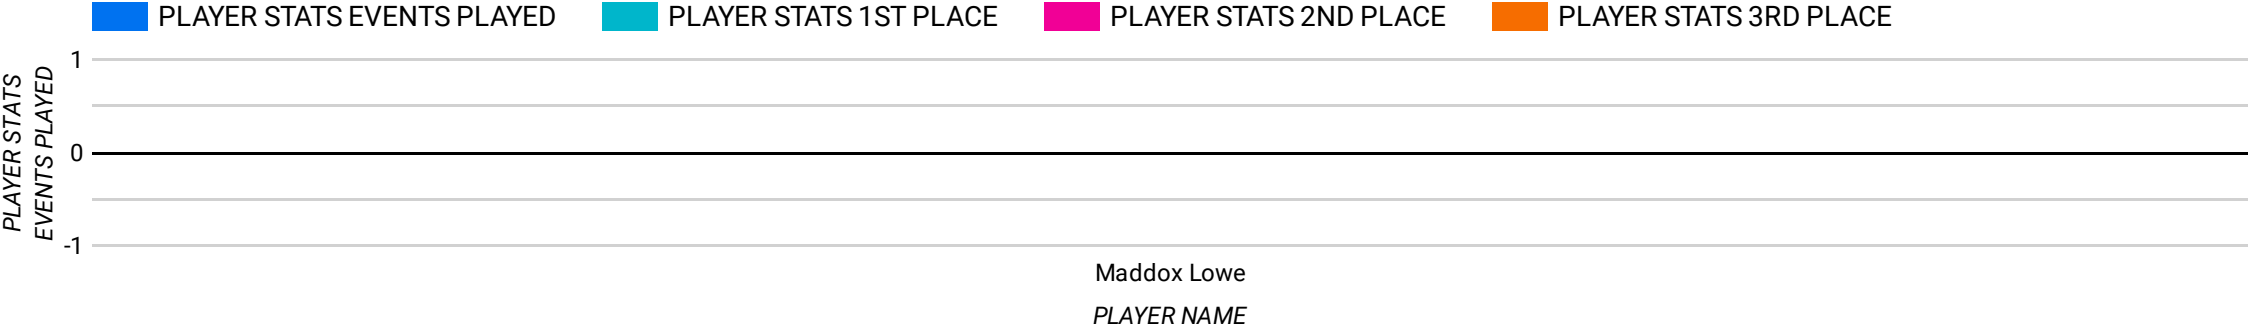 PLAYER STATS EVENTS PLAYED
PLAYER STATS 1ST PLACE
PLAYER STATS 2ND PLACE
PLAYER STATS 3RD PLACE
PLAYER STATS
EVENTS PLAYED
1
0
-1
Maddox Lowe
PLAYER NAME